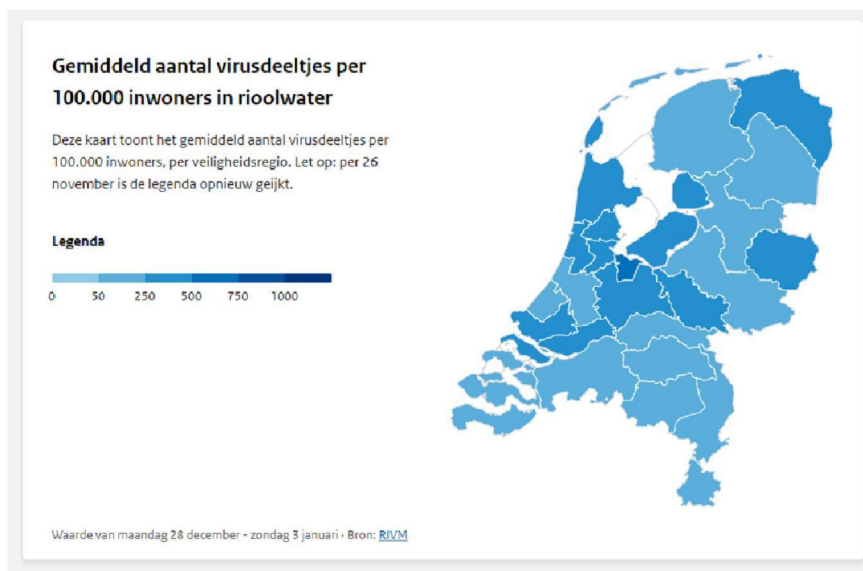 Gemiddeld aantal virusdeeltjes per
100.000 inwoners in rioolwater
Deze kaart toont het gemiddeld aantal virusdeeltjes per
100.000 inwoners, per veiligheidsregio. Let op: per 26
november is de legenda opnieuw geijkt.
Legenda
0 50 250 500 750 1000
Waarde van maandag 28 december - zondag 3 januari · Bron: RIVM